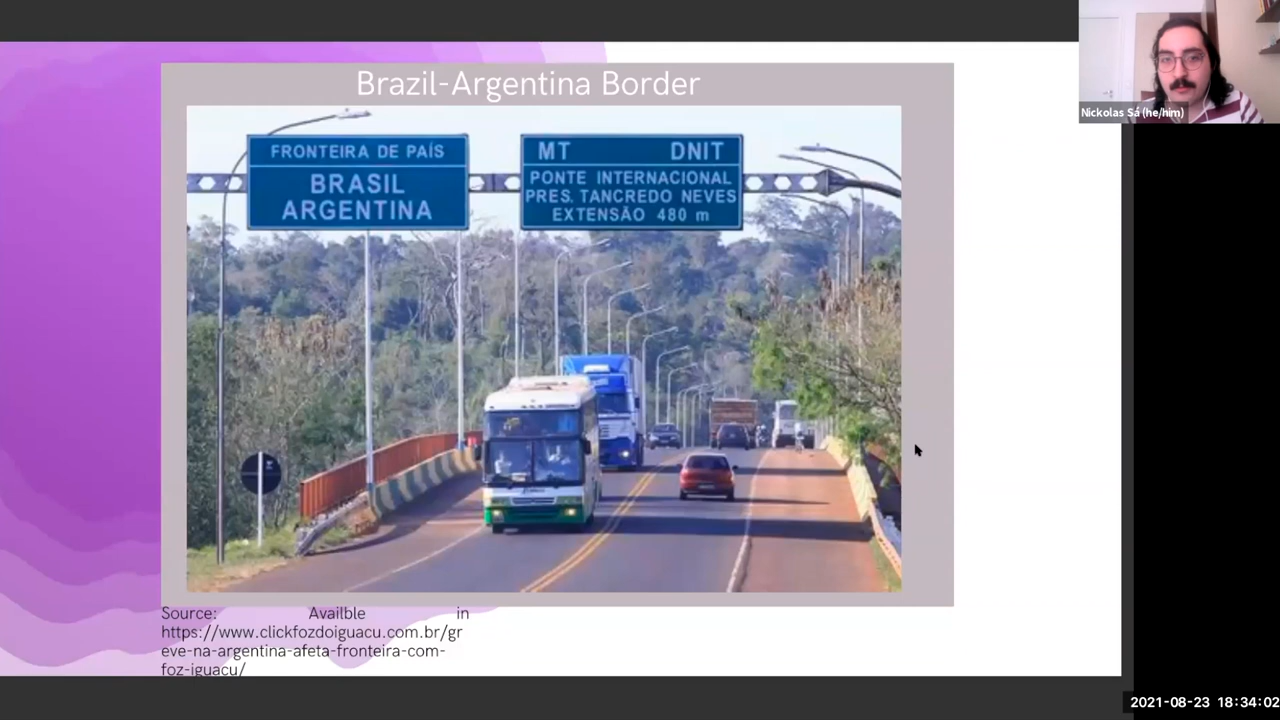 Brazil-Argentina Border
FRONTEIRA DE PAÍS
BRASIL
ARGENTINA
MT DNIT
PONTE INTERNACIONAL
PRES. TANCREDO NEVES
EXTENSÃO 480 m
Nickolas Sá (he/him)
Source: Availble in
https://www.clickfozdoiguacu.com.br/gr
eve-na-argentina-afeta-fronteira-com-
foz-iguacu/
2021-08-23 18:34:02